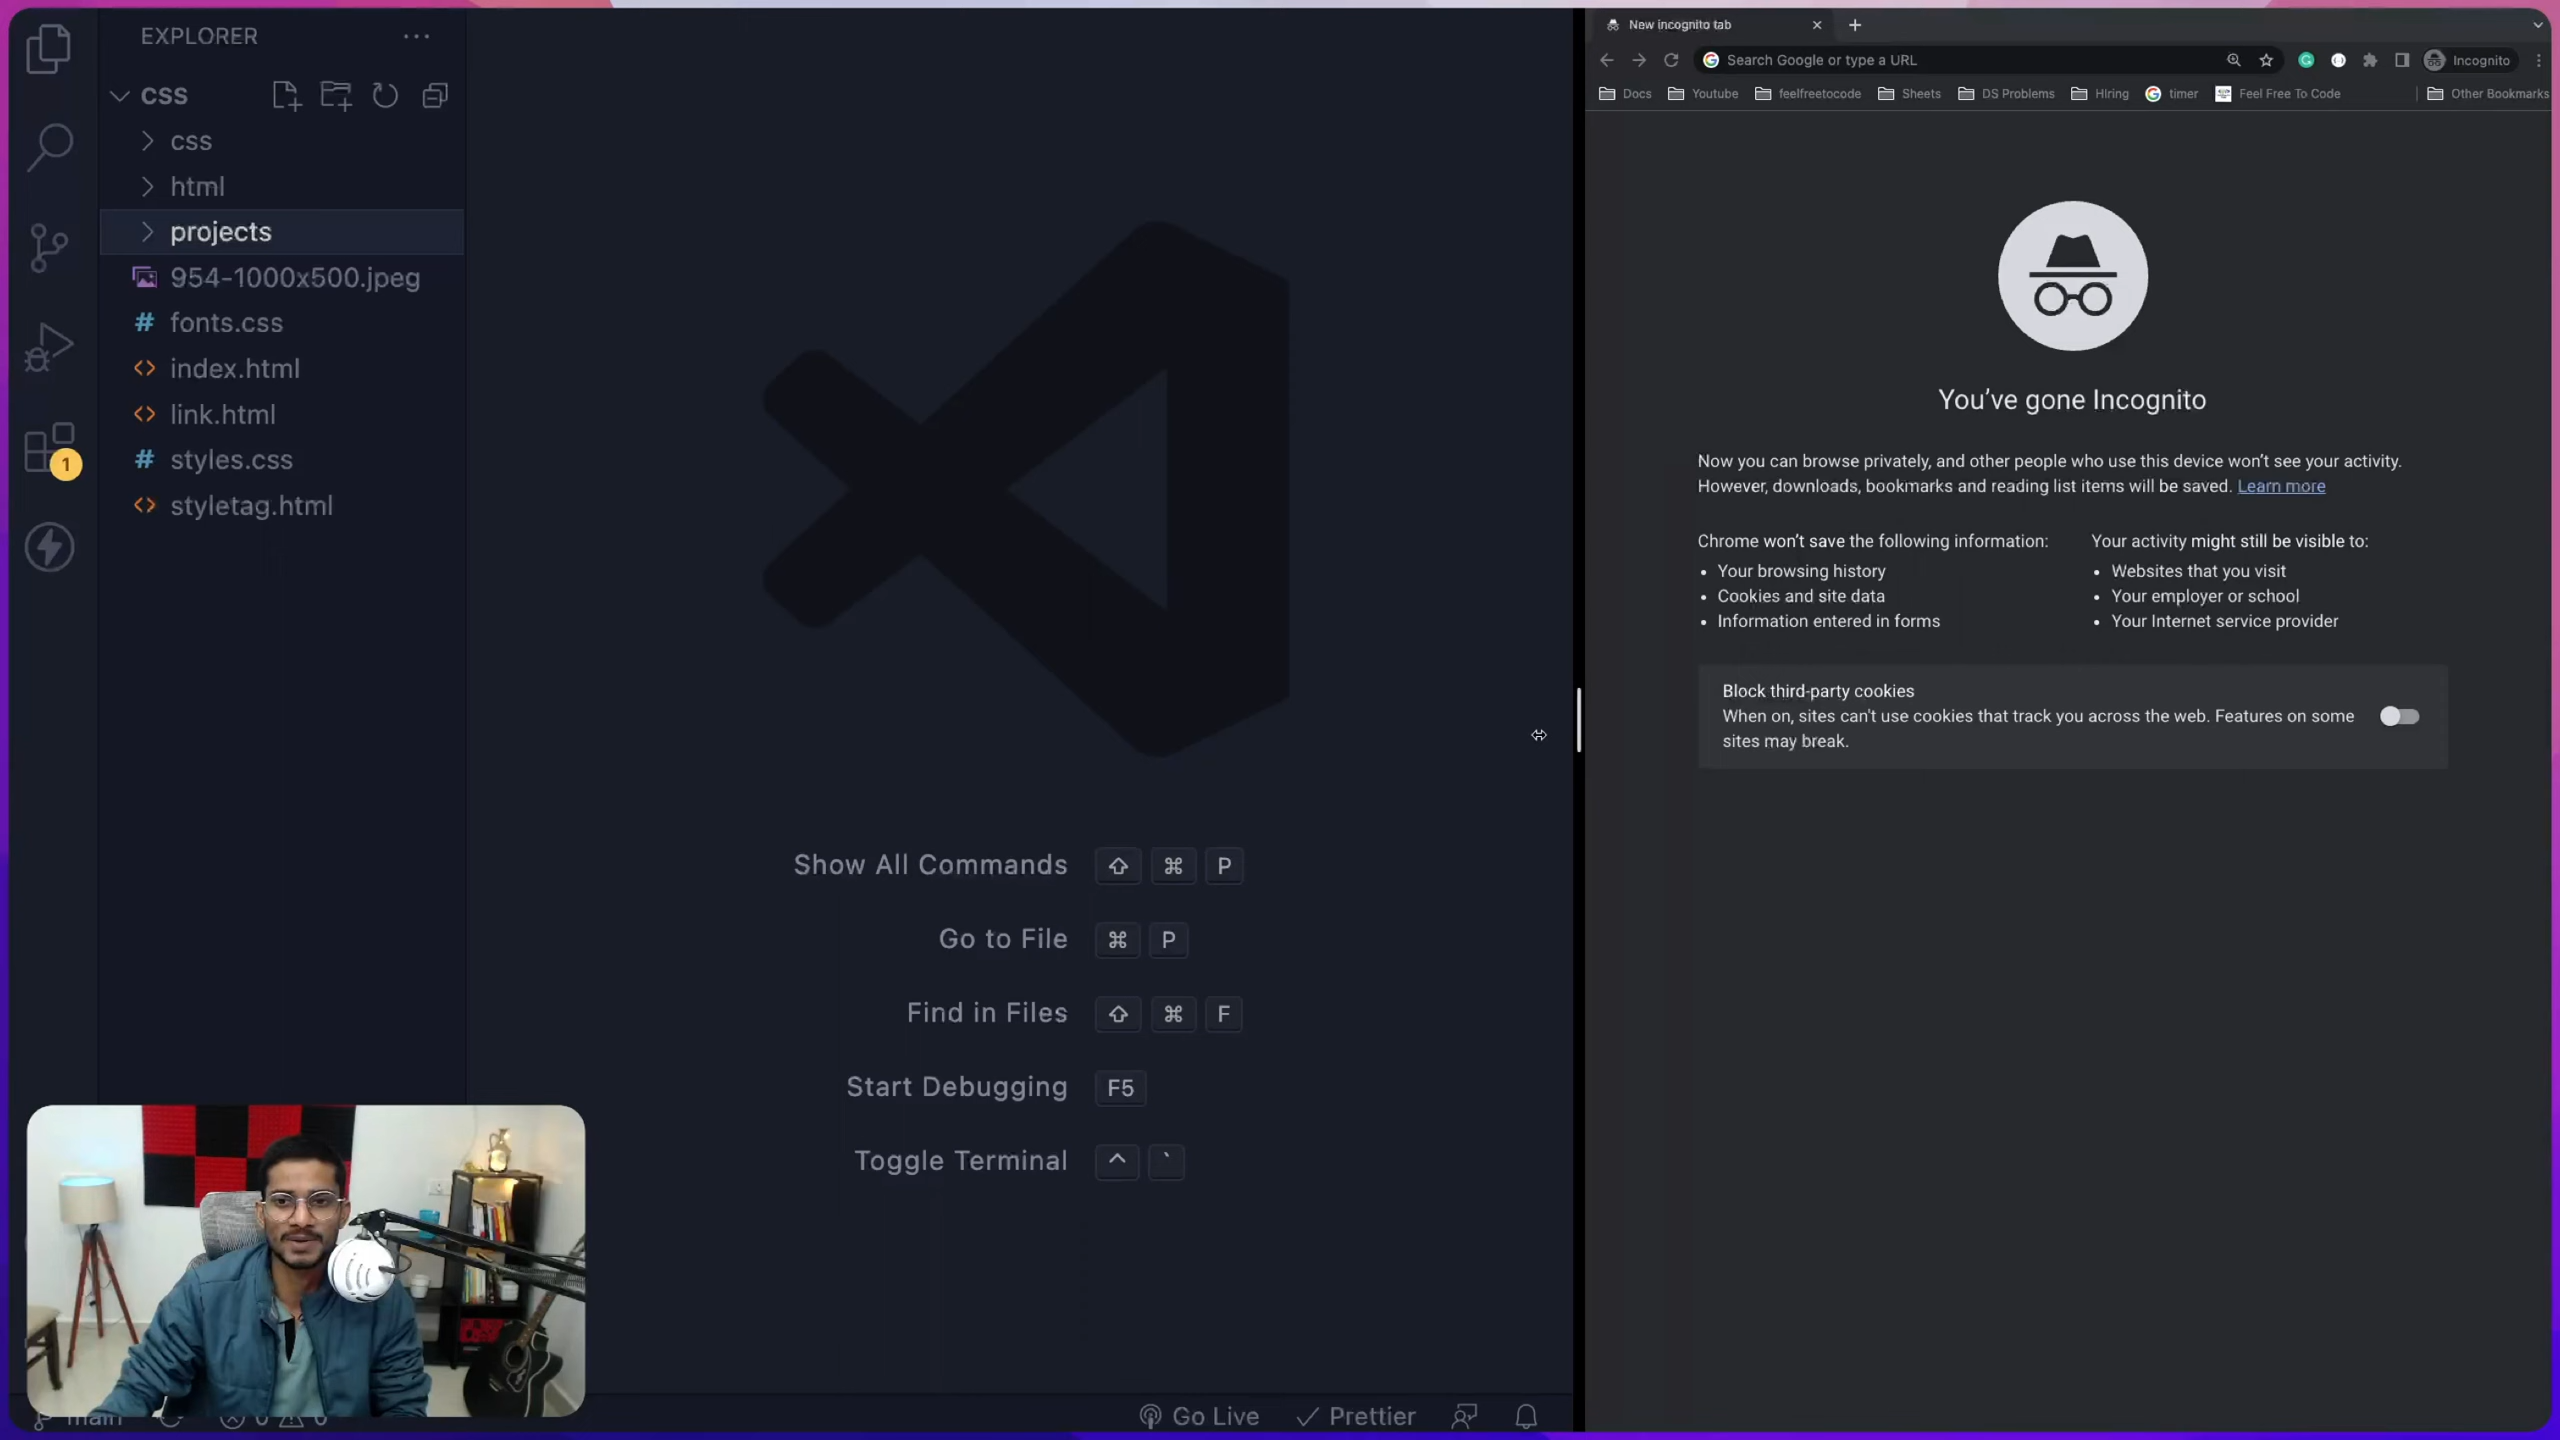 EXPLORER
CSS
css
html
projects
954-1000x500.jpeg
fonts.css
index.html
link.html
styles.css
styletag.html
1
Show All Commands ⇧ ⌘ P
Go to File ⌘ P
Find in Files ⇧ ⌘ F
Start Debugging F5
Toggle Terminal ^ `
main 0 0
Go Live Prettier
New incognito tab
Search Google or type a URL
Incognito
Docs Youtube feelfreetocode Sheets DS Problems Hiring timer Feel Free To Code Other Bookmarks
You've gone Incognito
Now you can browse privately, and other people who use this device won't see your activity.
However, downloads, bookmarks and reading list items will be saved. Learn more
Chrome won't save the following information:
Your browsing history
Cookies and site data
Information entered in forms
Your activity might still be visible to:
Websites that you visit
Your employer or school
Your Internet service provider
Block third-party cookies
When on, sites can't use cookies that track you across the web. Features on some
sites may break.